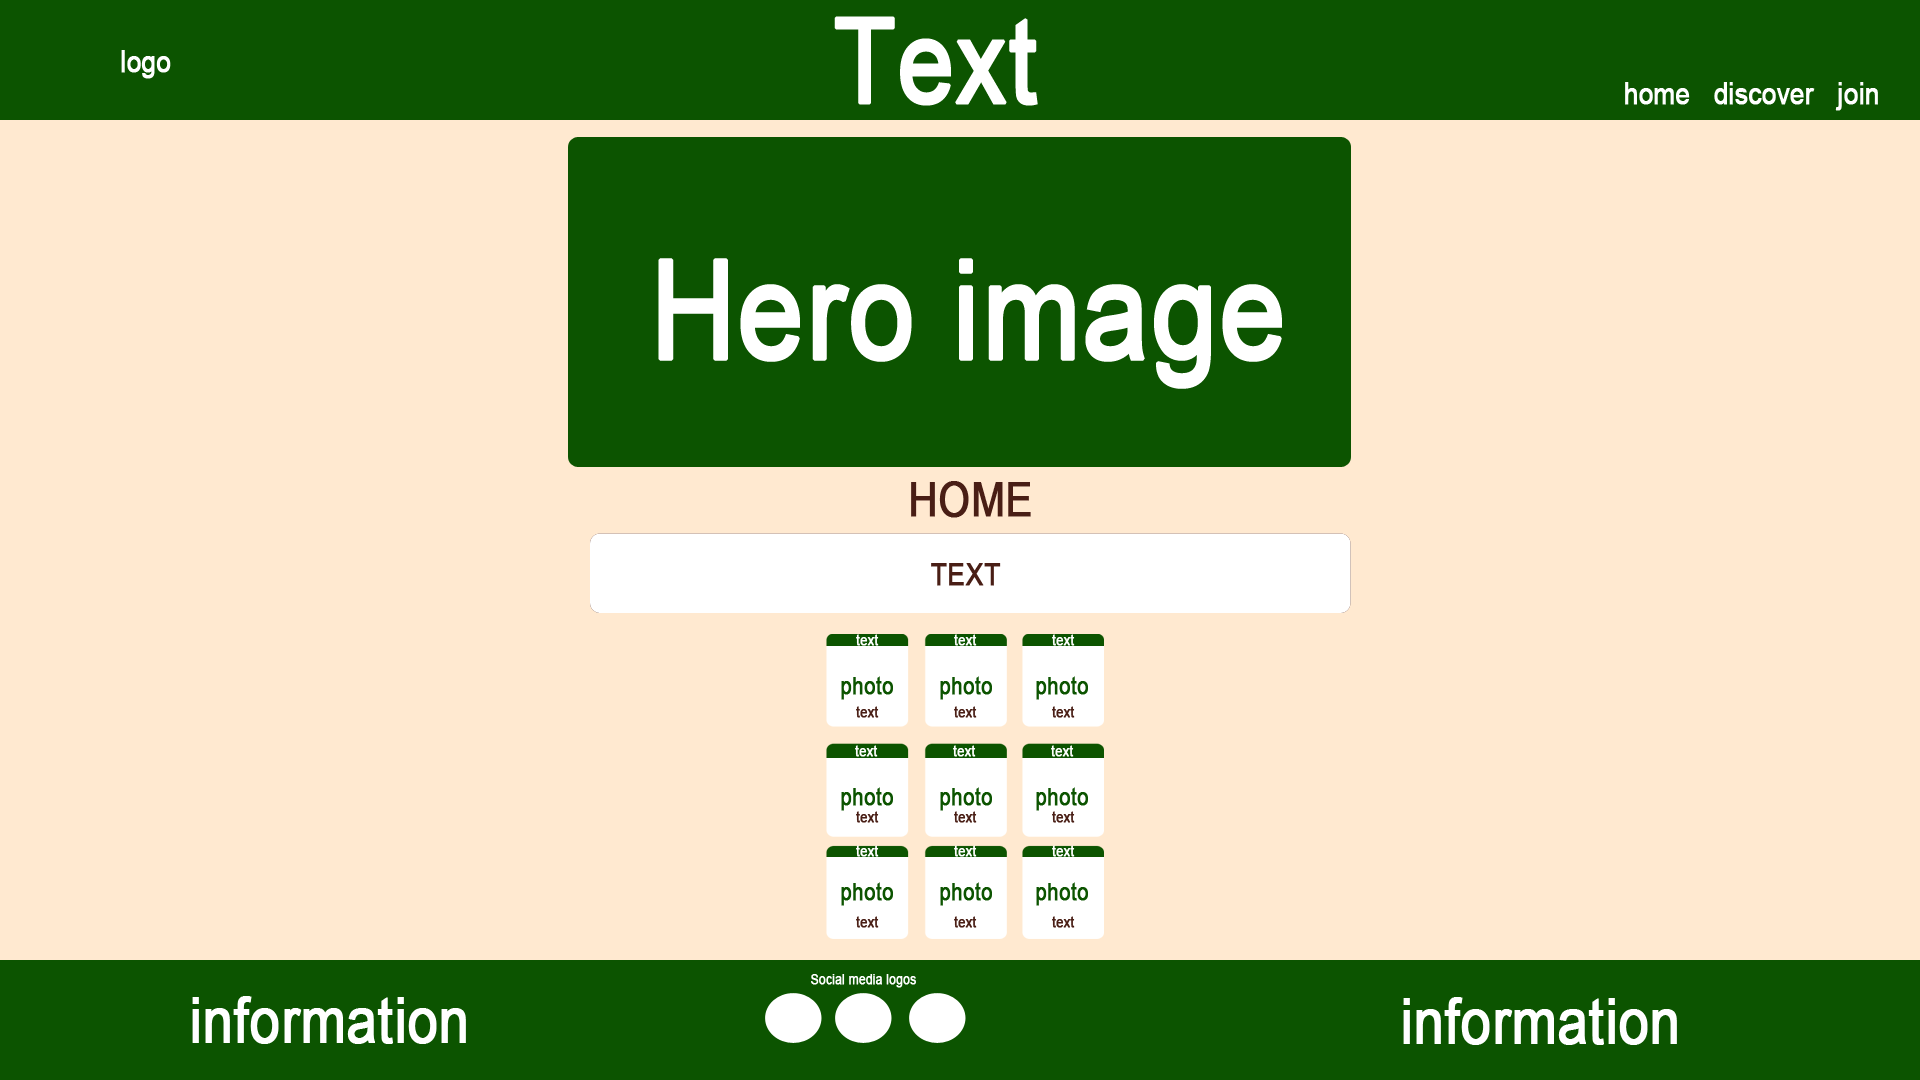 Text
logo
home discover join
Hero image
HOME
TEXT
text text text
photo photo photo
text text text
text text text
photo photo photo
text text text
text text text
photo photo photo
text text text
Social media logos
information information